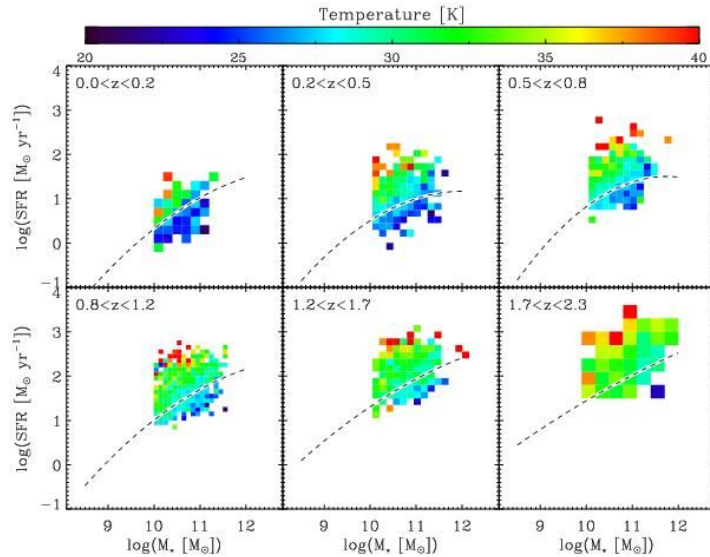 Temperature [K]
20 25 30 35 40
0.0<z<0.2 0.2<z<0.5 0.5<z<0.8
4
3
2
1
0
−1
log(SFR [M⊙ yr⁻¹])
0.8<z<1.2 1.2<z<1.7 1.7<z<2.3
4
3
2
1
0
−1
log(SFR [M⊙ yr⁻¹])
9 10 11 12 9 10 11 12 9 10 11 12
log(M* [M⊙]) log(M* [M⊙]) log(M* [M⊙])